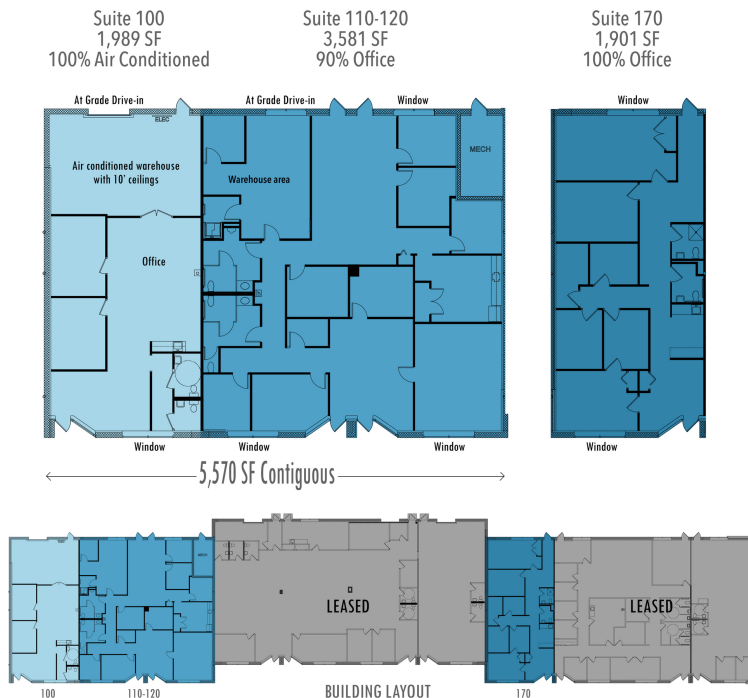 Suite 100
1,989 SF
100% Air Conditioned
Suite 110-120
3,581 SF
90% Office
Suite 170
1,901 SF
100% Office
At Grade Drive-in
At Grade Drive-in
Window
Window
ELEC
MECH
Air conditioned warehouse
with 10' ceilings
Warehouse area
Office
Window
Window
Window
Window
5,570 SF Contiguous
MECH
LEASED
LEASED
100
110-120
BUILDING LAYOUT
170